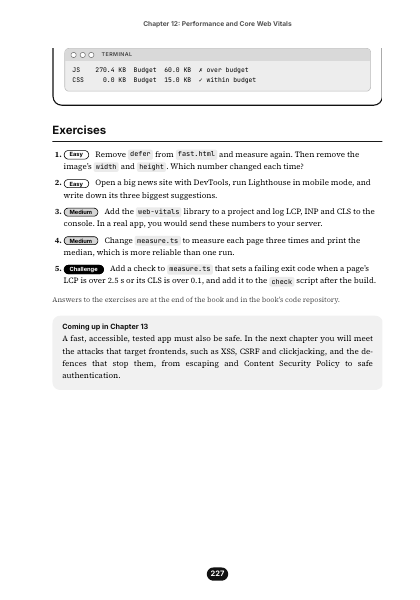 Chapter 12: Performance and Core Web Vitals
TERMINAL
JS 270.4 KB Budget 60.0 KB ✗ over budget
CSS 0.0 KB Budget 15.0 KB ✓ within budget
Exercises
1. Easy Remove defer from fast.html and measure again. Then remove the
image's width and height. Which number changed each time?
2. Easy Open a big news site with DevTools, run Lighthouse in mobile mode, and
write down its three biggest suggestions.
3. Medium Add the web-vitals library to a project and log LCP, INP and CLS to the
console. In a real app, you would send these numbers to your server.
4. Medium Change measure.ts to measure each page three times and print the
median, which is more reliable than one run.
5. Challenge Add a check to measure.ts that sets a failing exit code when a page's
LCP is over 2.5 s or its CLS is over 0.1, and add it to the check script after the build.
Answers to the exercises are at the end of the book and in the book's code repository.
Coming up in Chapter 13
A fast, accessible, tested app must also be safe. In the next chapter you will meet
the attacks that target frontends, such as XSS, CSRF and clickjacking, and the de-
fences that stop them, from escaping and Content Security Policy to safe
authentication.
227